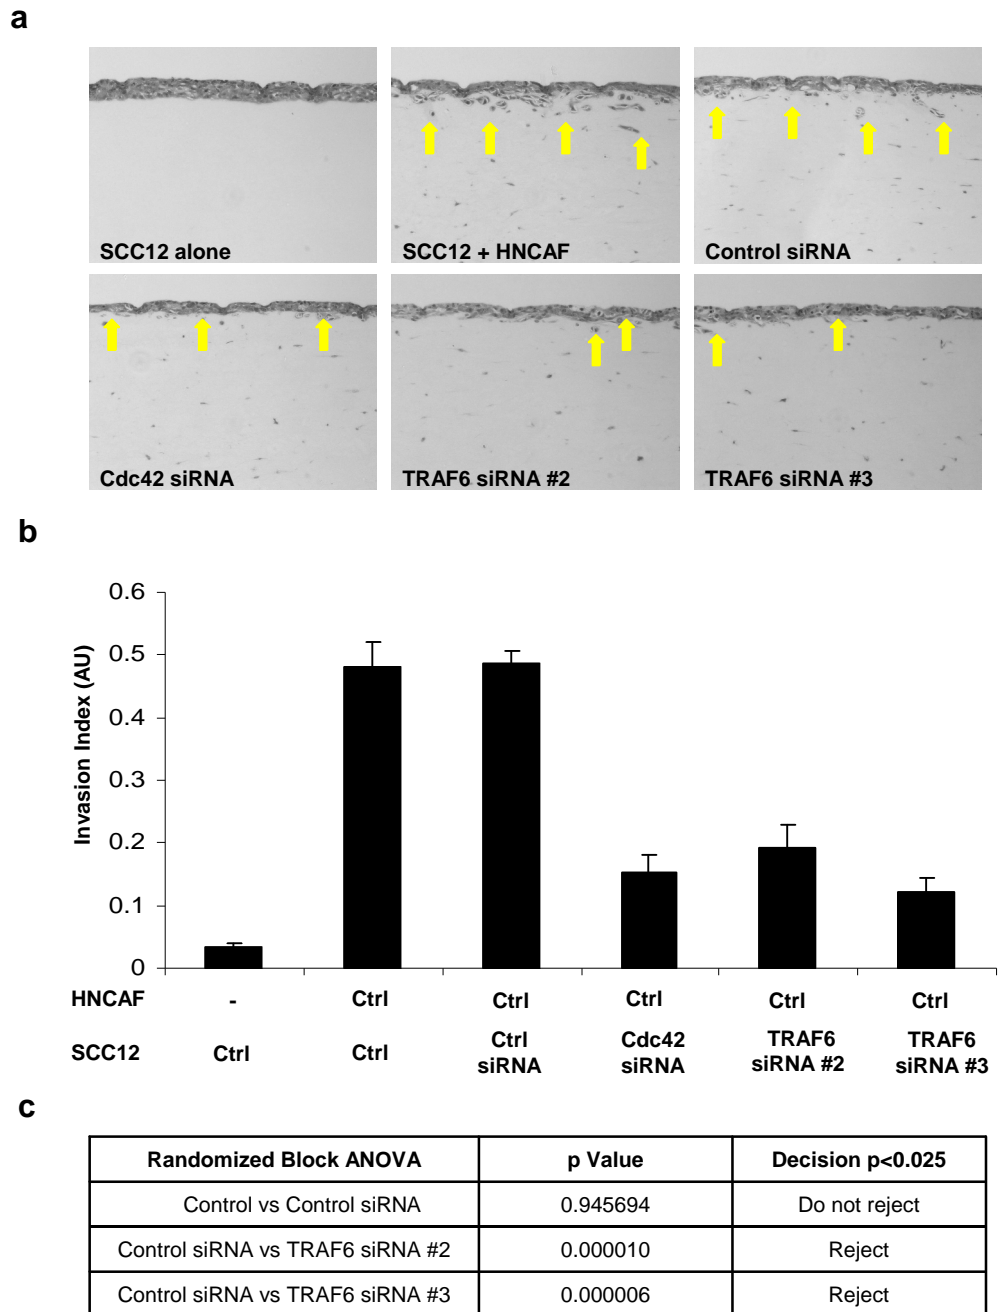 a
SCC12 alone
SCC12 + HNCAF
Control siRNA
Cdc42 siRNA
TRAF6 siRNA #2
TRAF6 siRNA #3
b
Invasion Index (AU)
0.6
0.5
0.4
0.3
0.2
0.1
0
HNCAF - Ctrl Ctrl Ctrl Ctrl Ctrl
SCC12 Ctrl Ctrl Ctrl siRNA Cdc42 siRNA TRAF6 siRNA #2 TRAF6 siRNA #3
c
Randomized Block ANOVA p Value Decision p<0.025
Control vs Control siRNA 0.945694 Do not reject
Control siRNA vs TRAF6 siRNA #2 0.000010 Reject
Control siRNA vs TRAF6 siRNA #3 0.000006 Reject